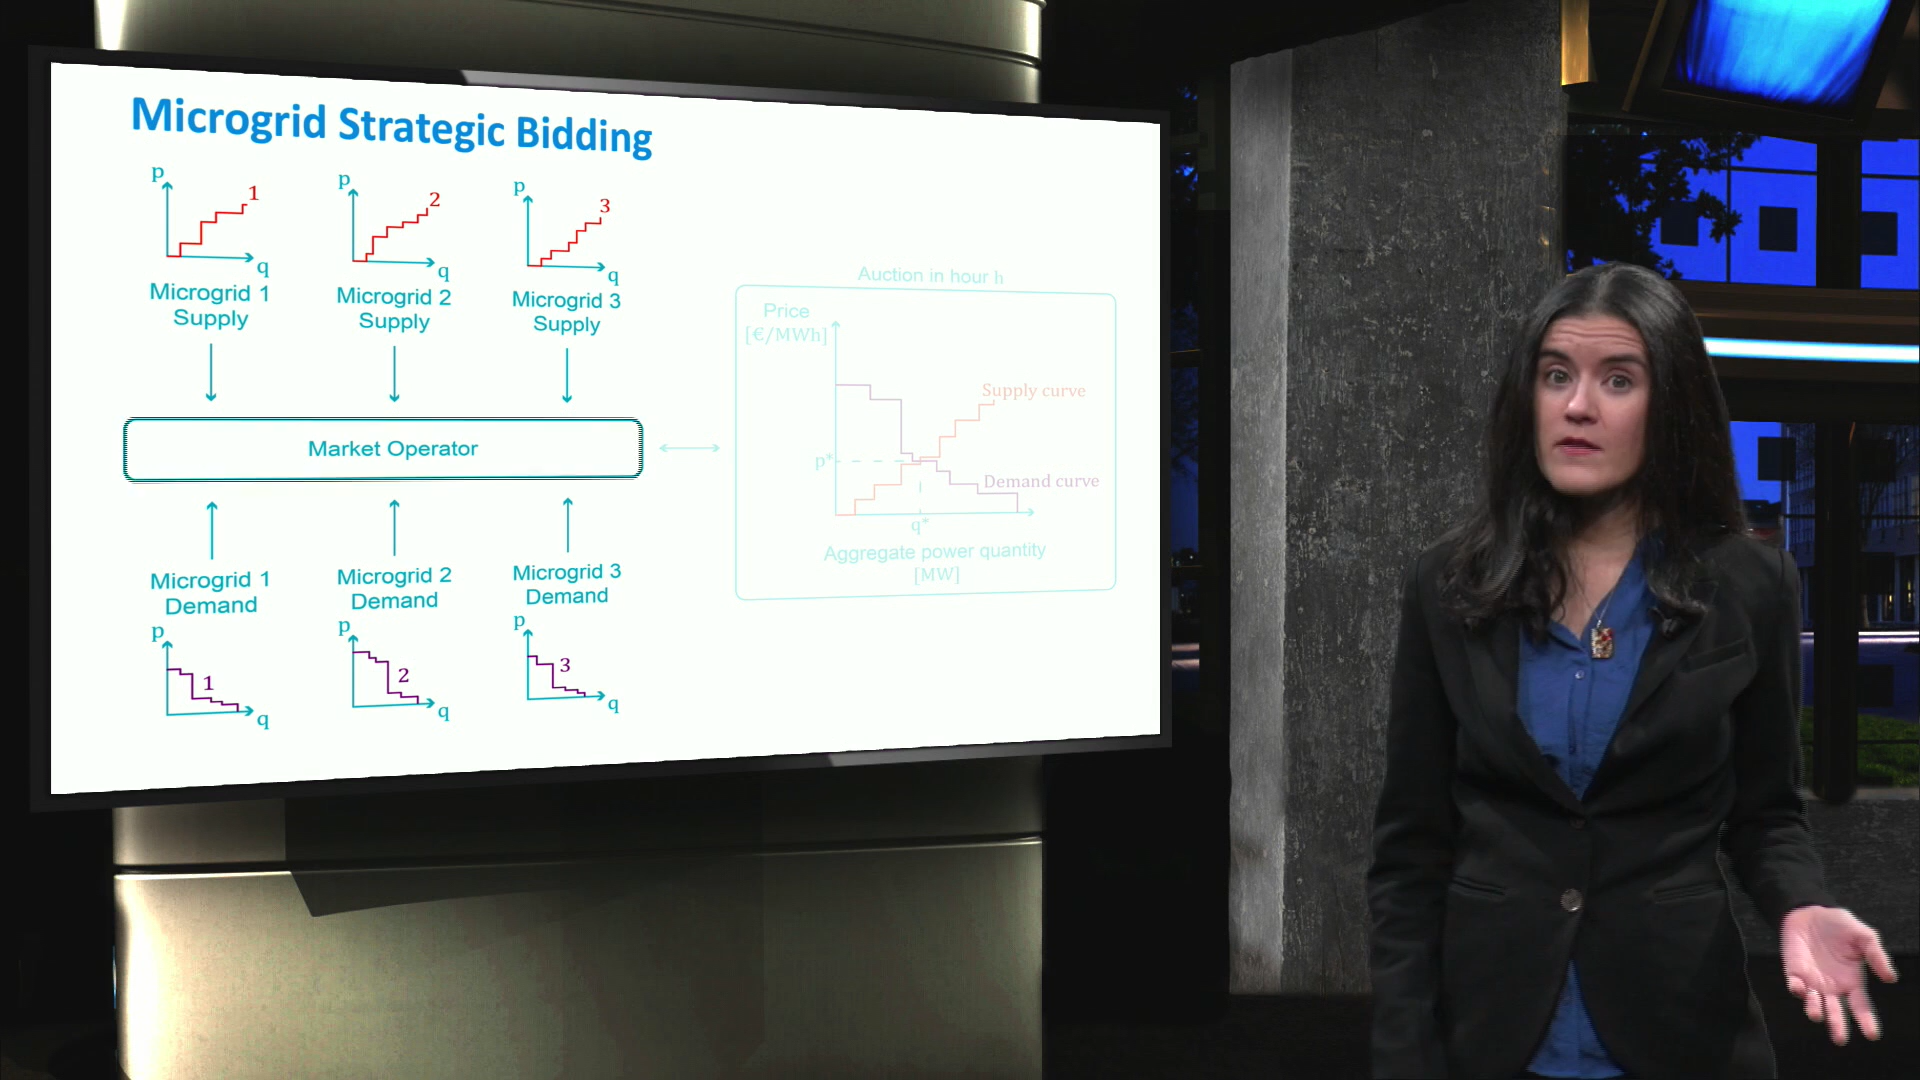 Microgrid Strategic Bidding
p
1
q
Microgrid 1
Supply
p
2
q
Microgrid 2
Supply
p
3
q
Microgrid 3
Supply
Market Operator
Microgrid 1
Demand
p
1
q
Microgrid 2
Demand
p
2
q
Microgrid 3
Demand
p
3
q
Auction in hour h
Price
[€/MWh]
Supply curve
p*
Demand curve
q*
Aggregate power quantity
[MW]